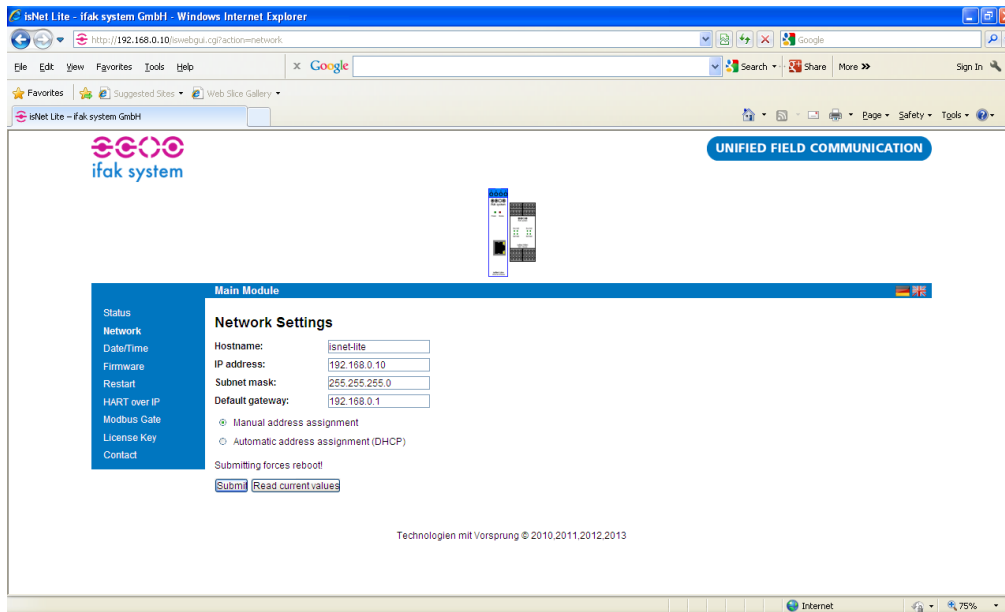 isNet Lite - ifak system GmbH - Windows Internet Explorer
http://192.168.0.10/iswebgui.cgi?action=network
Google
File Edit View Favorites Tools Help
x Google Search Share More >> Sign In
Favorites Suggested Sites Web Slice Gallery
isNet Lite – ifak system GmbH Page Safety Tools
ifak system
UNIFIED FIELD COMMUNICATION
Main Module
Status
Network
Date/Time
Firmware
Restart
HART over IP
Modbus Gate
License Key
Contact
Network Settings
Hostname: isnet-lite
IP address: 192.168.0.10
Subnet mask: 255.255.255.0
Default gateway: 192.168.0.1
Manual address assignment
Automatic address assignment (DHCP)
Submitting forces reboot!
Submit Read current values
Technologien mit Vorsprung © 2010,2011,2012,2013
Internet 75%